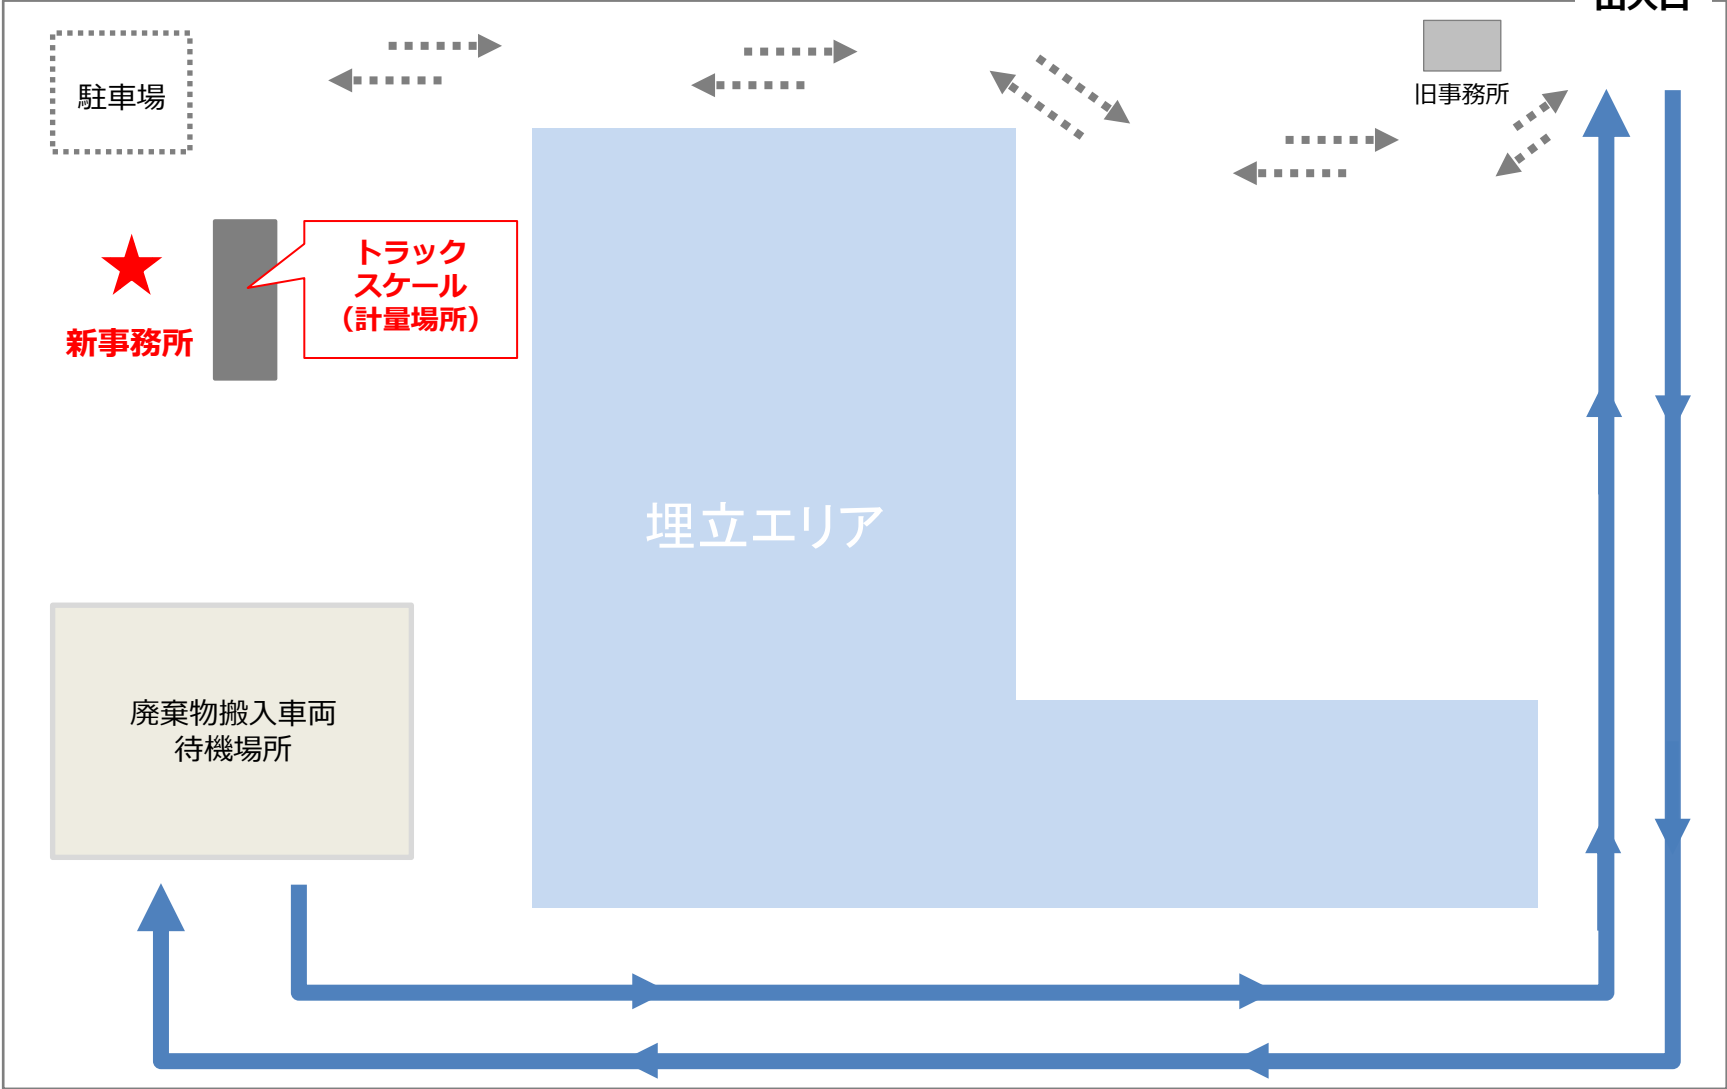 出入口
旧事務所
駐車場
トラック
スケール
（計量場所）
新事務所
埋立エリア
廃棄物搬入車両
待機場所